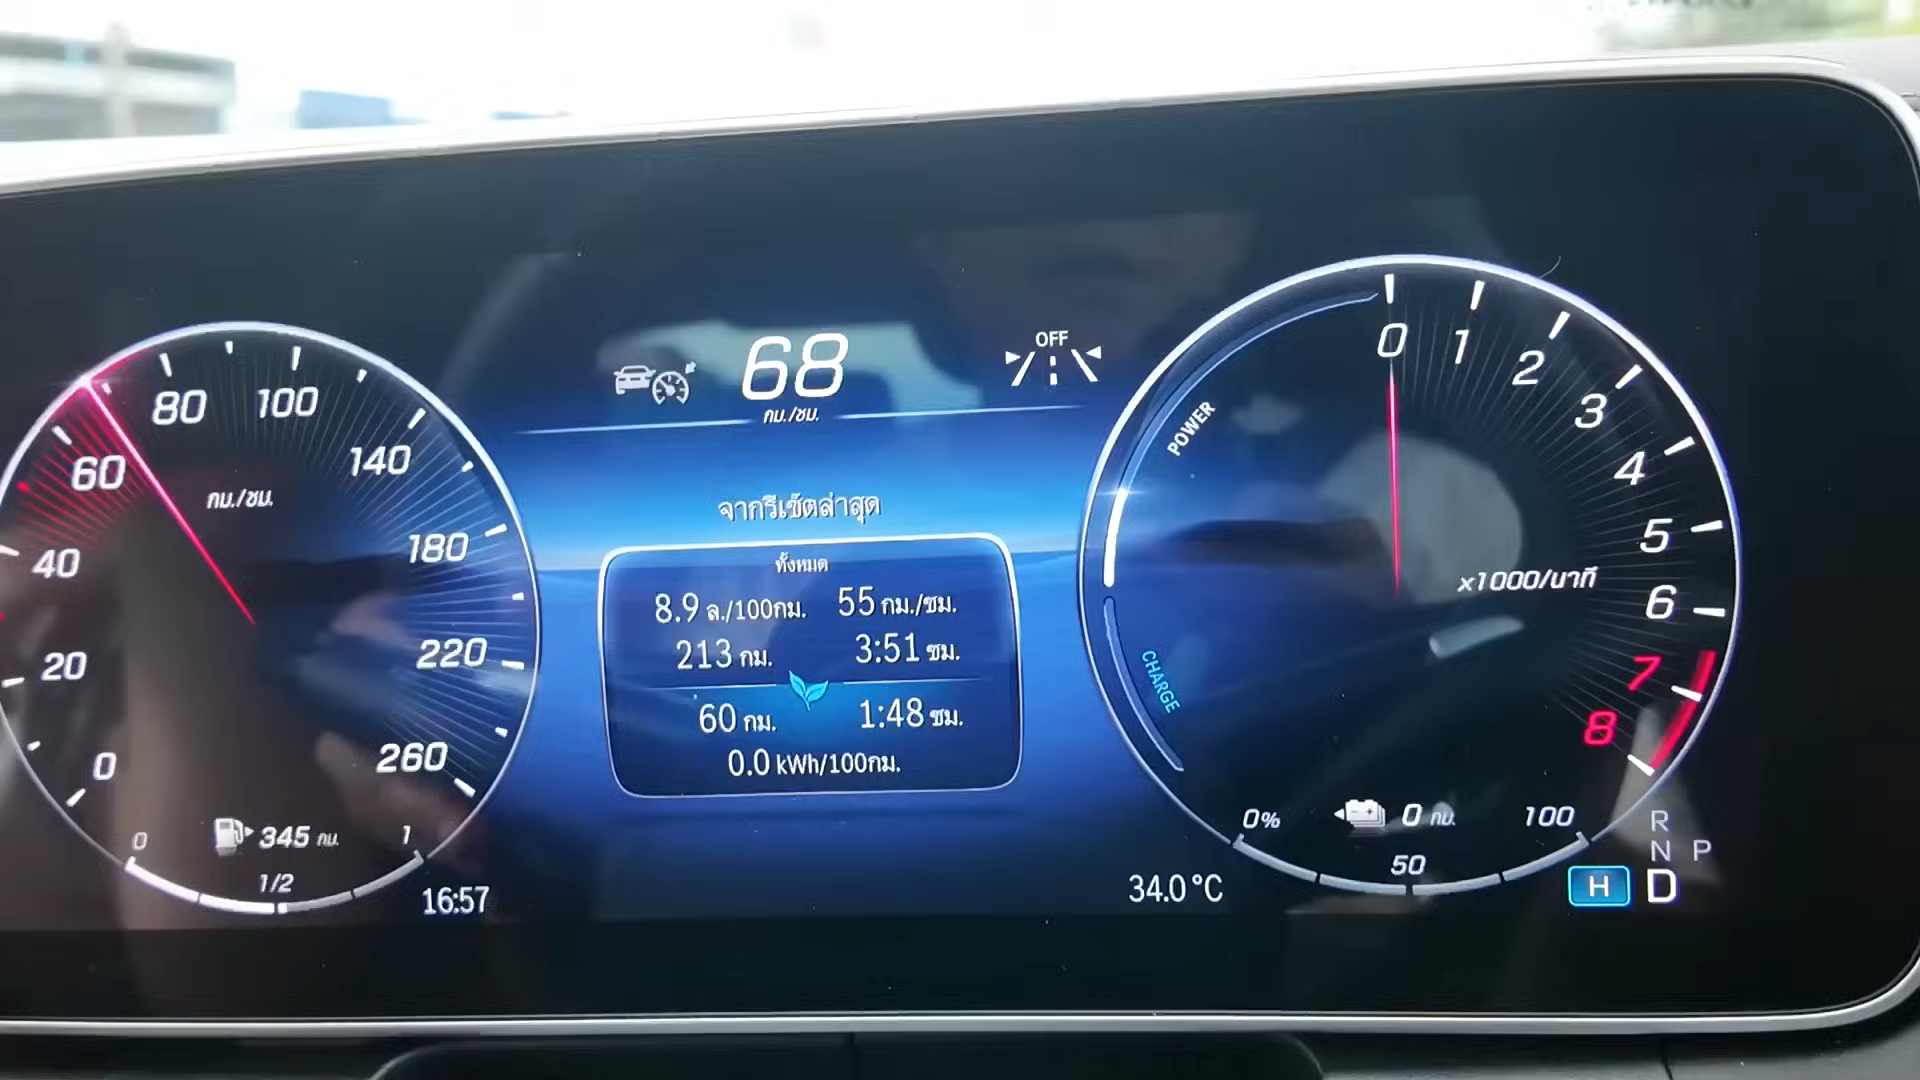 68
กม./ชม.
OFF
จากรีเซ็ตล่าสุด
ทั้งหมด
8.9 ล./100กม. 55 กม./ชม.
213 กม. 3:51 ชม.
60 กม. 1:48 ชม.
0.0 kWh/100กม.
0 20 40 60 80 100 140 180 220 260
กม./ชม.
345 กม.
0 1/2 1
16:57
34.0°C
POWER
CHARGE
0 1 2 3 4 5 6 7 8
x1000/นาที
0% 50 100
0 กม.
R
N P
H D